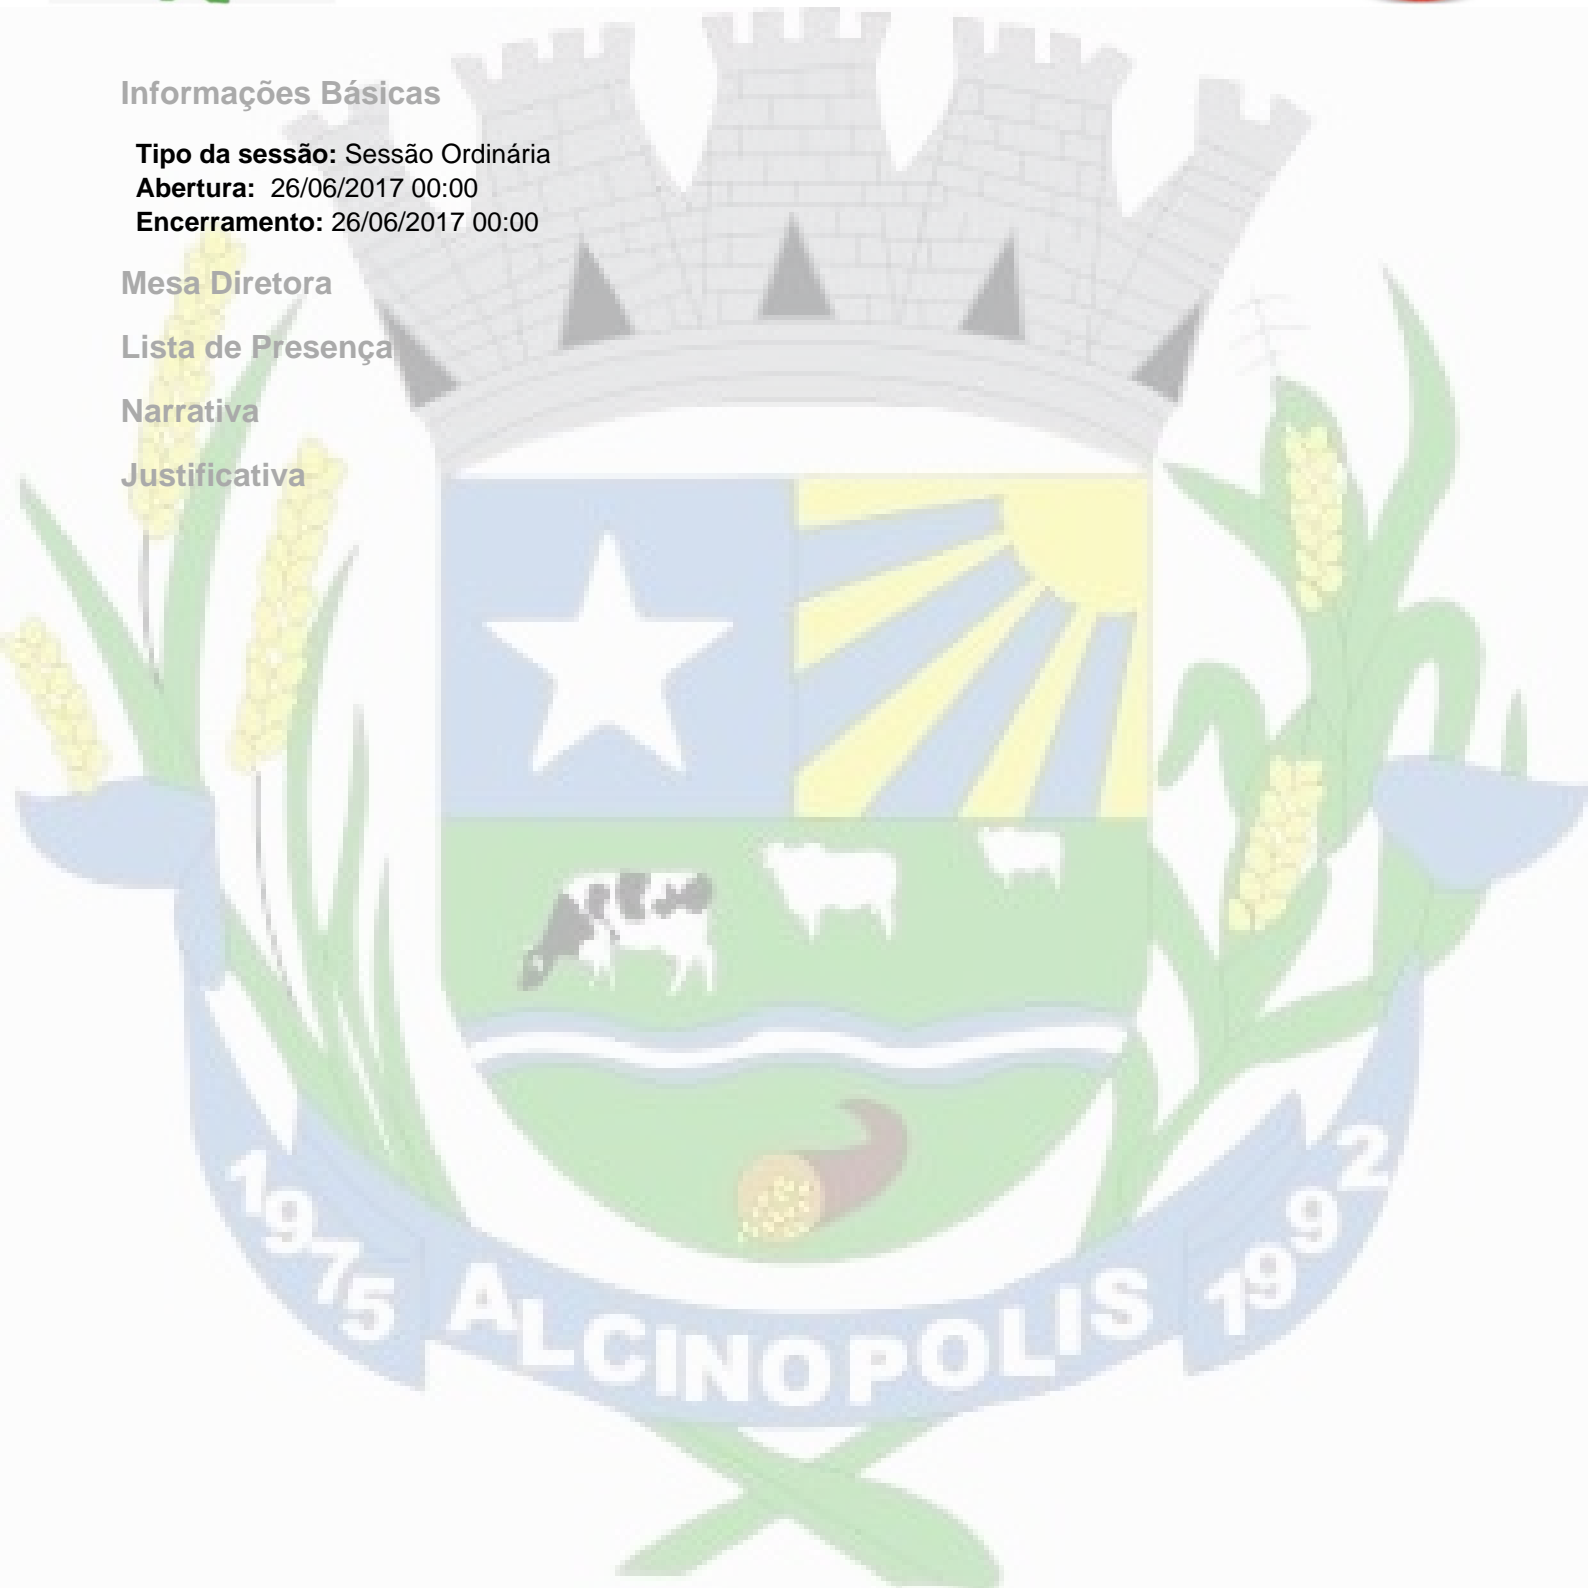 Informações Básicas
Tipo da sessão: Sessão Ordinária
Abertura: 26/06/2017 00:00
Encerramento: 26/06/2017 00:00
Mesa Diretora
Lista de Presença
Narrativa
Justificativa
1975 ALCINOPOLIS 1992